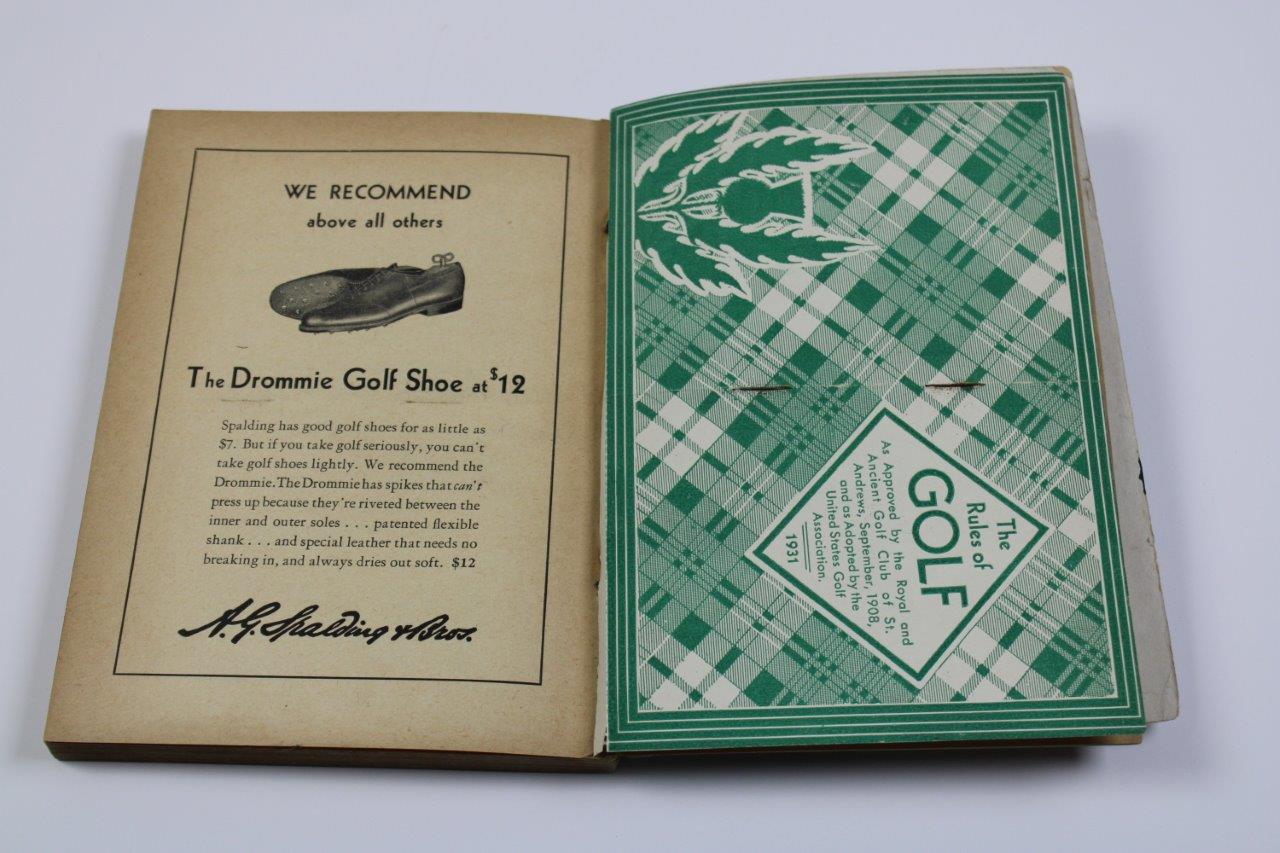 WE RECOMMEND
above all others
The Drommie Golf Shoe at $12
Spalding has good golf shoes for as little as
$7. But if you take golf seriously, you can't
take golf shoes lightly. We recommend the
Drommie. The Drommie has spikes that can't
press up because they're riveted between the
inner and outer soles . . . patented flexible
shank . . . and special leather that needs no
breaking in, and always dries out soft. $12
A. G. Spalding & Bros.
The
Rules of
GOLF
As Approved by the Royal and
Ancient Golf Club of St.
Andrews, September, 1908,
and as Adopted by the
United States Golf
Association.
1931